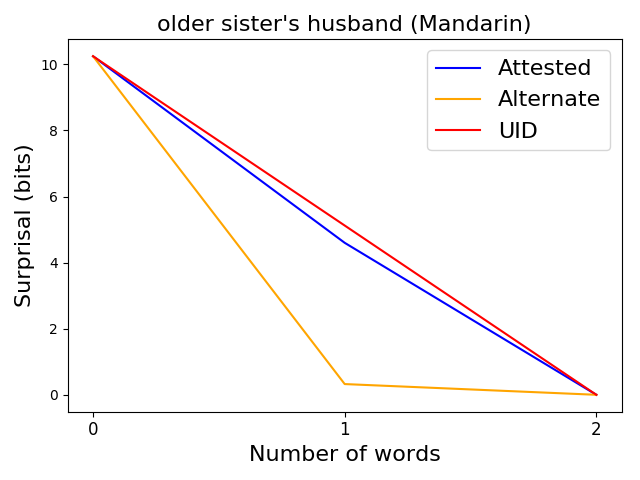 older sister's husband (Mandarin)
Attested
Alternate
UID
Surprisal (bits)
10
8
6
4
2
0
0 1 2
Number of words